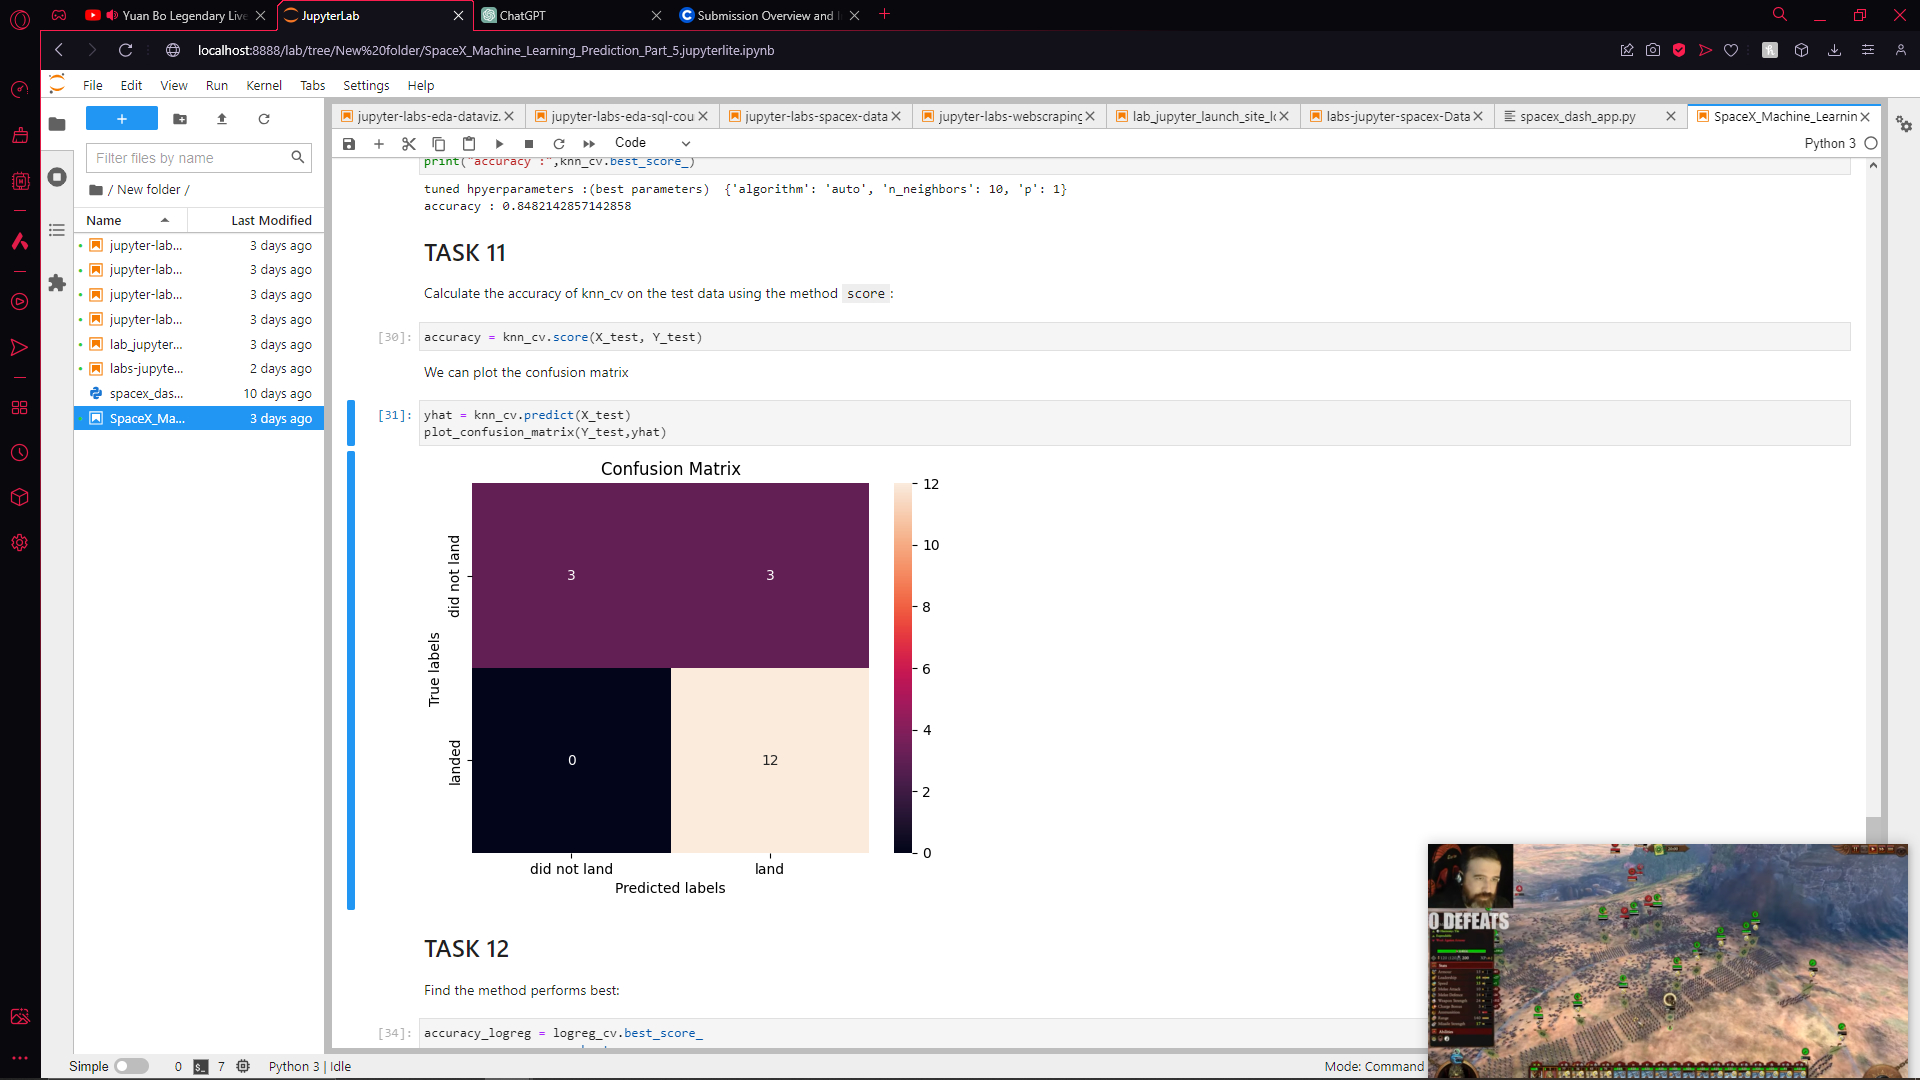 Yuan Bo Legendary Live
JupyterLab
ChatGPT
Submission Overview and I
localhost:8888/lab/tree/New%20folder/SpaceX_Machine_Learning_Prediction_Part_5.jupyterlite.ipynb
File Edit View Run Kernel Tabs Settings Help
jupyter-labs-eda-dataviz.
jupyter-labs-eda-sql-cou
jupyter-labs-spacex-data
jupyter-labs-webscraping
lab_jupyter_launch_site_lo
labs-jupyter-spacex-Data
spacex_dash_app.py
SpaceX_Machine_Learnin
Code
Python 3
Filter files by name
/ New folder /
Name Last Modified
jupyter-lab... 3 days ago
jupyter-lab... 3 days ago
jupyter-lab... 3 days ago
jupyter-lab... 3 days ago
lab_jupyter... 3 days ago
labs-jupyte... 2 days ago
spacex_das... 10 days ago
SpaceX_Ma... 3 days ago
print("accuracy :",knn_cv.best_score_)
tuned hpyerparameters :(best parameters)  {'algorithm': 'auto', 'n_neighbors': 10, 'p': 1}
accuracy : 0.8482142857142858
TASK 11
Calculate the accuracy of knn_cv on the test data using the method score:
[30]: accuracy = knn_cv.score(X_test, Y_test)
We can plot the confusion matrix
[31]: yhat = knn_cv.predict(X_test)
plot_confusion_matrix(Y_test,yhat)
Confusion Matrix
True labels
did not land
landed
3 3
0 12
did not land land
Predicted labels
12
10
8
6
4
2
0
TASK 12
Find the method performs best:
[34]: accuracy_logreg = logreg_cv.best_score_
0 DEFEATS
Simple 0 7 Python 3 | Idle
Mode: Command